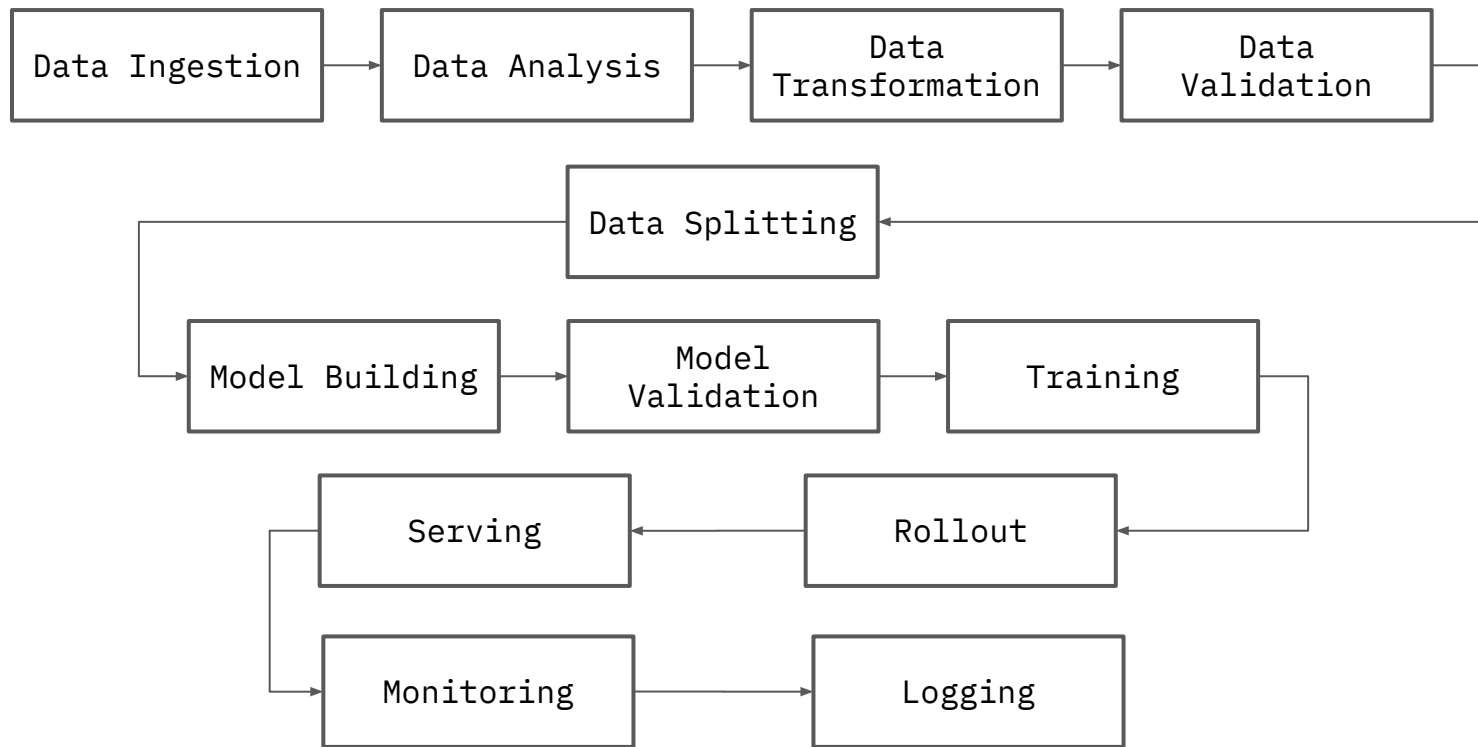 Data Ingestion
Data Analysis
Data
Transformation
Data
Validation
Data Splitting
Model Building
Model
Validation
Training
Serving
Rollout
Monitoring
Logging